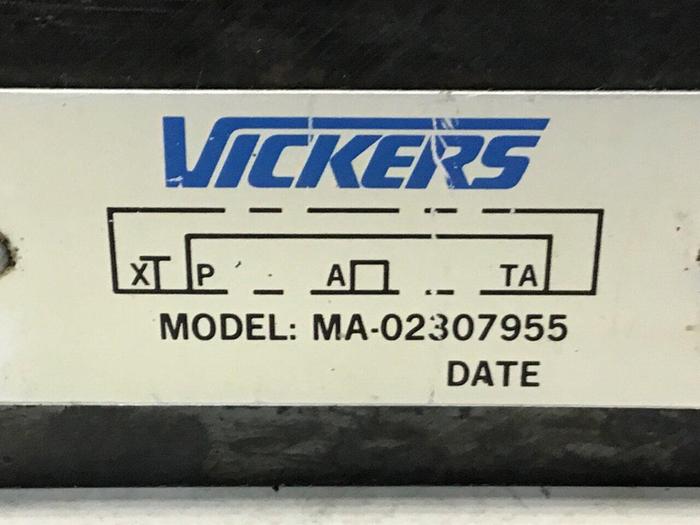 VICKERS
X P A TA
MODEL: MA-02307955
DATE